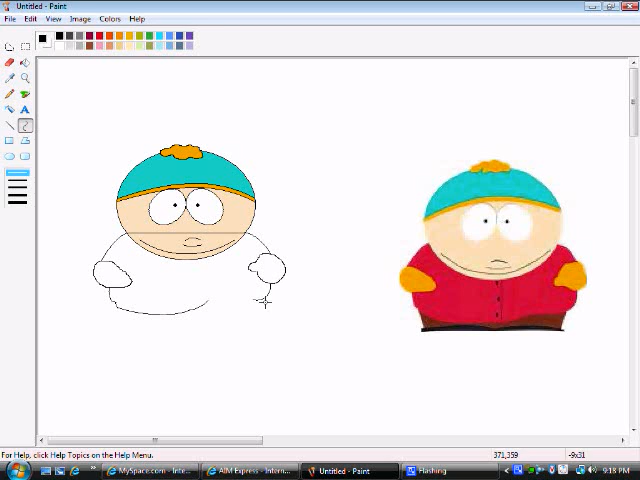 Untitled - Paint
File Edit View Image Colors Help
For Help, click Help Topics on the Help Menu.
371,359
-9x31
MySpace.com - Inte...
AIM Express - Intern...
Untitled - Paint
Flashing
9:18 PM